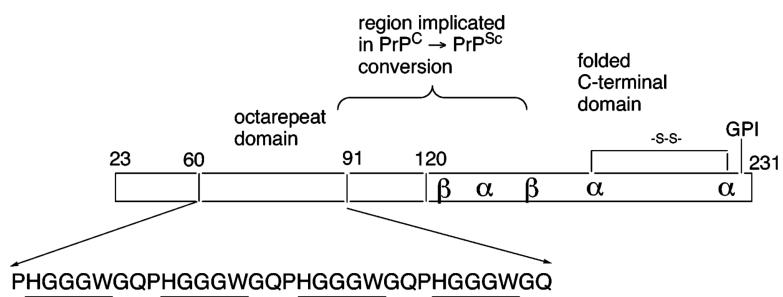 region implicated
in PrPC → PrPSc
conversion
folded
C-terminal
domain
octarepeat
domain
-S-S-
GPI
23
60
91
120
231
β α β α α
PHGGGWGQPHGGGWGQPHGGGWGQPHGGGWGQ